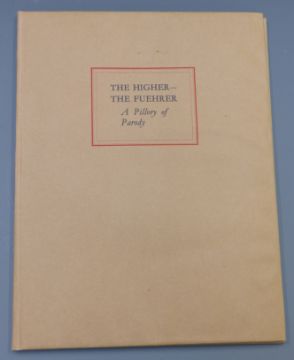 THE HIGHER—
THE FUEHRER
A Pillory of
Parody